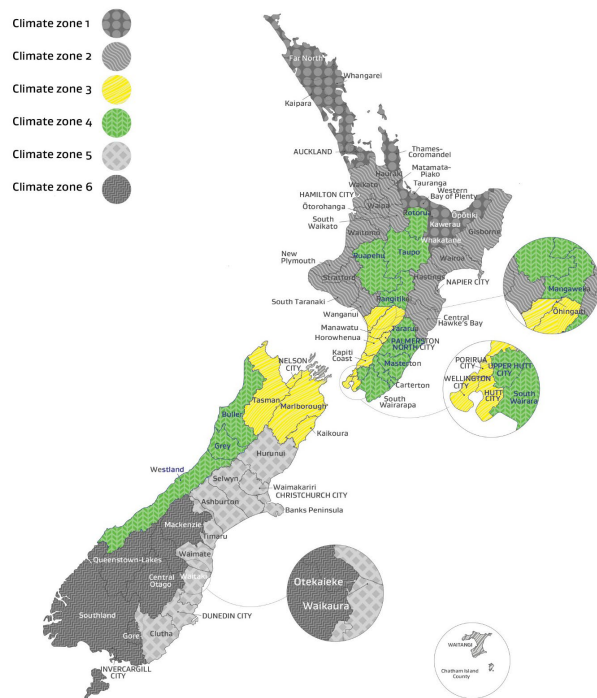 Climate zone 1
Climate zone 2
Climate zone 3
Climate zone 4
Climate zone 5
Climate zone 6
Far North
Whangarei
Kaipara
AUCKLAND
Thames-
Coromandel
Hauraki
Matamata-
Piako
Waikato
Tauranga
HAMILTON CITY
Waipa
Western
Bay of Plenty
Ōtorohanga
Rotorua
Opōtiki
Kawerau
South
Waikato
Gisborne
Waitomo
Whakatane
Taupo
Ruapehu
Wairoa
New
Plymouth
Stratford
Hastings
NAPIER CITY
Mangaweka
South Taranaki
Rangitikei
Ōhingaiti
Wanganui
Central
Hawke's Bay
Manawatu
Tararua
Horowhenua
PALMERSTON
NORTH CITY
NELSON
CITY
Kapiti
Coast
Masterton
PORIRUA
CITY
UPPER HUTT
CITY
WELLINGTON
CITY
Carterton
HUTT
CITY
South
Wairarapa
South
Wairarapa
Tasman
Marlborough
Buller
Kaikoura
Grey
Hurunui
Westland
Selwyn
Waimakariri
CHRISTCHURCH CITY
Ashburton
Banks Peninsula
Mackenzie
Timaru
Waimate
Queenstown-Lakes
Waitaki
Central
Otago
Otekaieke
Waikaura
Southland
DUNEDIN CITY
Gore
Clutha
INVERCARGILL
CITY
WAITANGI
Chatham Island
County